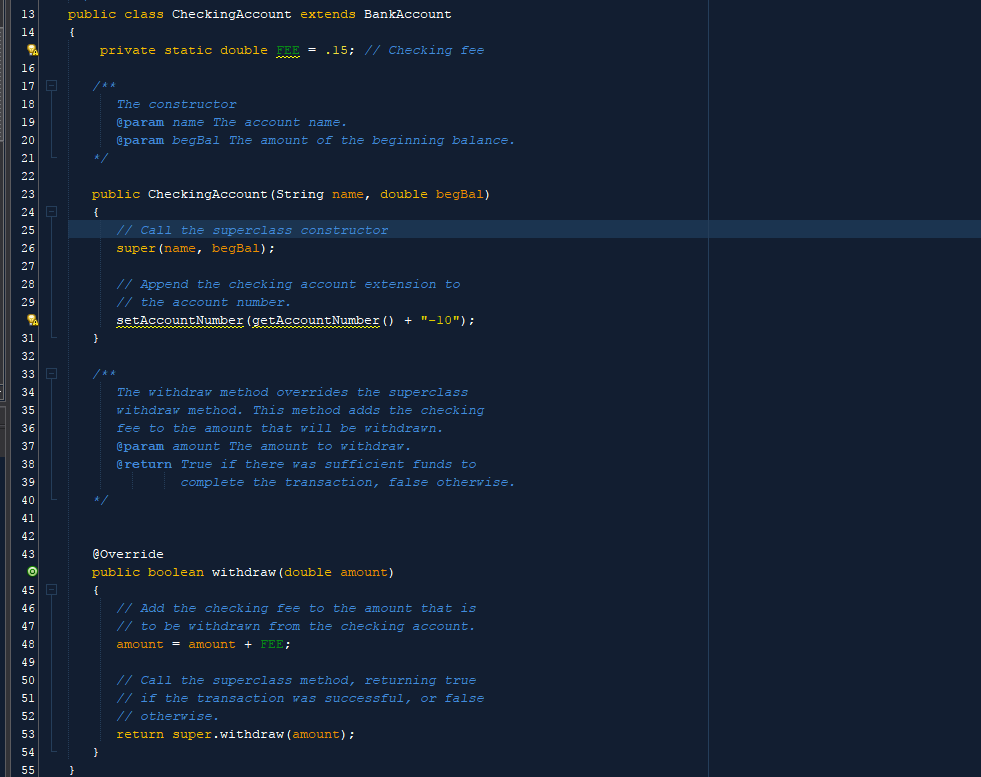 13 public class CheckingAccount extends BankAccount
14 {
private static double FEE = .15; // Checking fee
16
17 /**
18 The constructor
19 @param name The account name.
20 @param begBal The amount of the beginning balance.
21 */
22
23 public CheckingAccount(String name, double begBal)
24 {
25 // Call the superclass constructor
26 super(name, begBal);
27
28 // Append the checking account extension to
29 // the account number.
setAccountNumber(getAccountNumber() + "-10");
31 }
32
33 /**
34 The withdraw method overrides the superclass
35 withdraw method. This method adds the checking
36 fee to the amount that will be withdrawn.
37 @param amount The amount to withdraw.
38 @return True if there was sufficient funds to
39 complete the transaction, false otherwise.
40 */
41
42
43 @Override
public boolean withdraw(double amount)
45 {
46 // Add the checking fee to the amount that is
47 // to be withdrawn from the checking account.
48 amount = amount + FEE;
49
50 // Call the superclass method, returning true
51 // if the transaction was successful, or false
52 // otherwise.
53 return super.withdraw(amount);
54 }
55 }